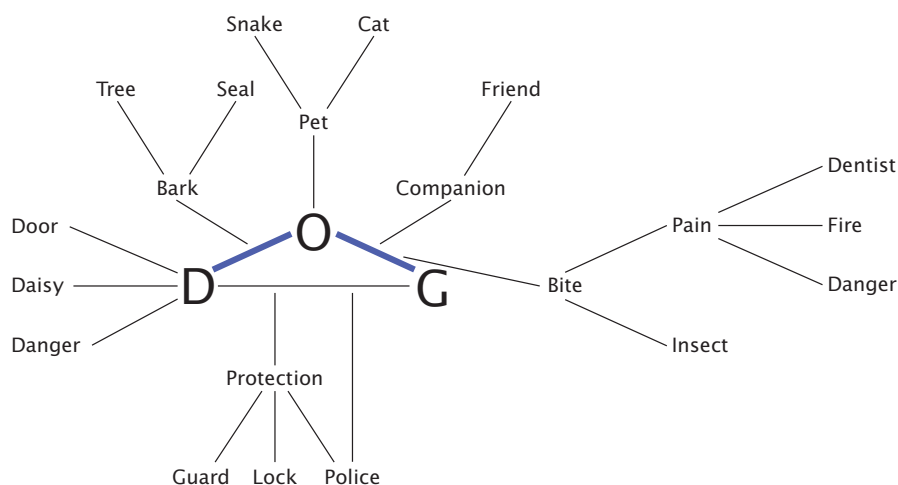 Snake Cat
Tree Seal Friend
Pet
Dentist
Bark Companion
Door O Pain Fire
Daisy D G Bite Danger
Danger Insect
Protection
Guard Lock Police